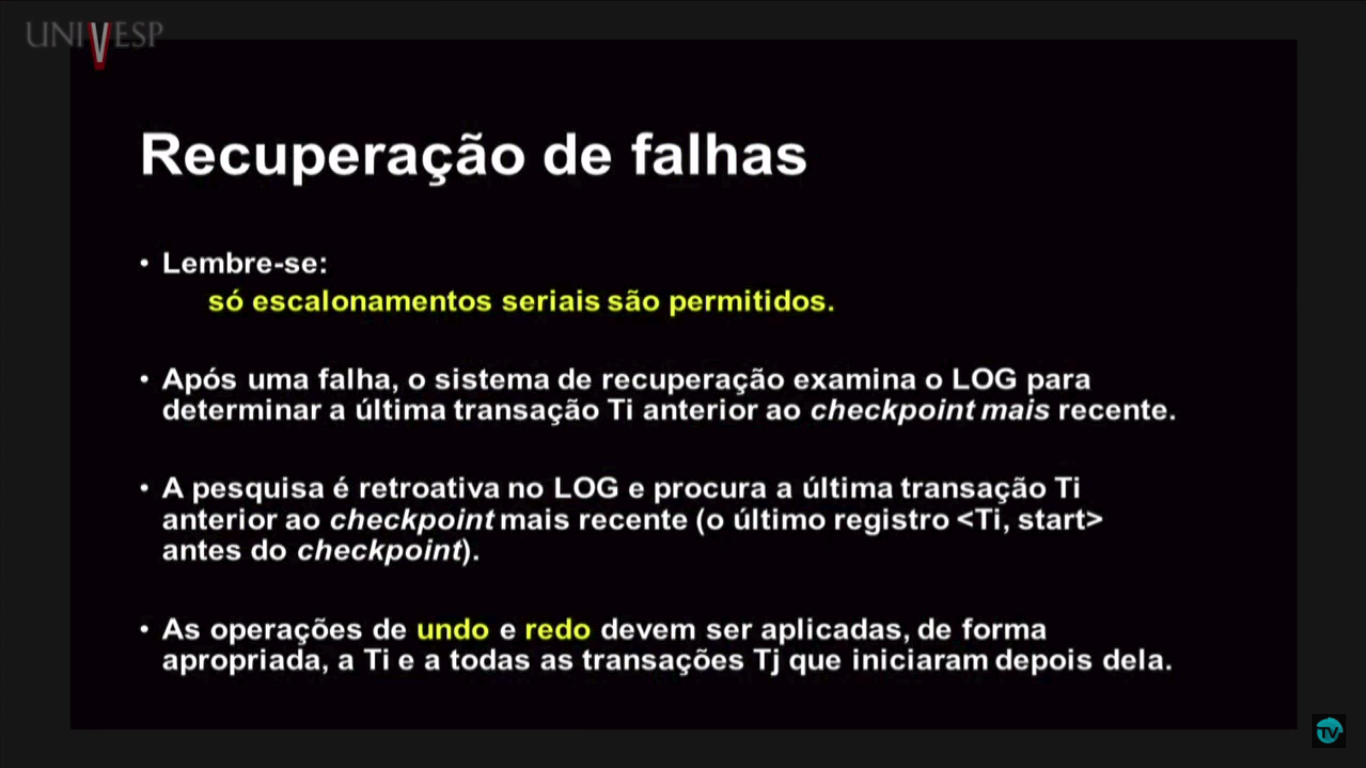 UNIVESP
Recuperação de falhas
• Lembre-se:
só escalonamentos seriais são permitidos.
• Após uma falha, o sistema de recuperação examina o LOG para
determinar a última transação Ti anterior ao checkpoint mais recente.
• A pesquisa é retroativa no LOG e procura a última transação Ti
anterior ao checkpoint mais recente (o último registro <Ti, start>
antes do checkpoint).
• As operações de undo e redo devem ser aplicadas, de forma
apropriada, a Ti e a todas as transações Tj que iniciaram depois dela.
TV